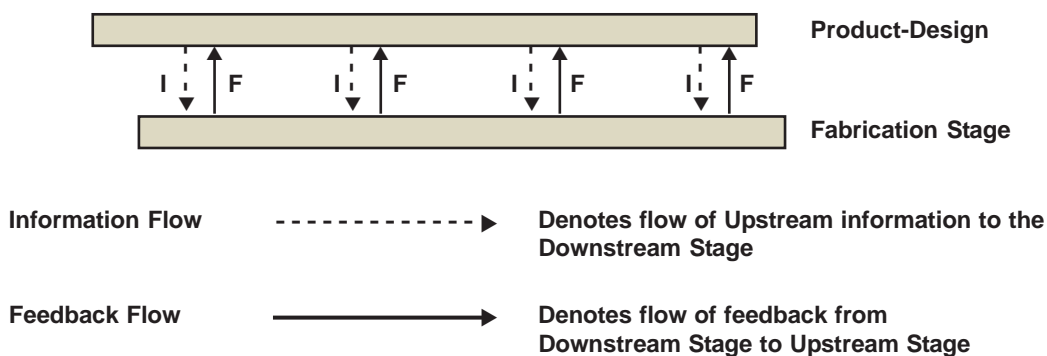 Product-Design
I F I F I F I F
Fabrication Stage
Information Flow
Denotes flow of Upstream information to the
Downstream Stage
Feedback Flow
Denotes flow of feedback from
Downstream Stage to Upstream Stage